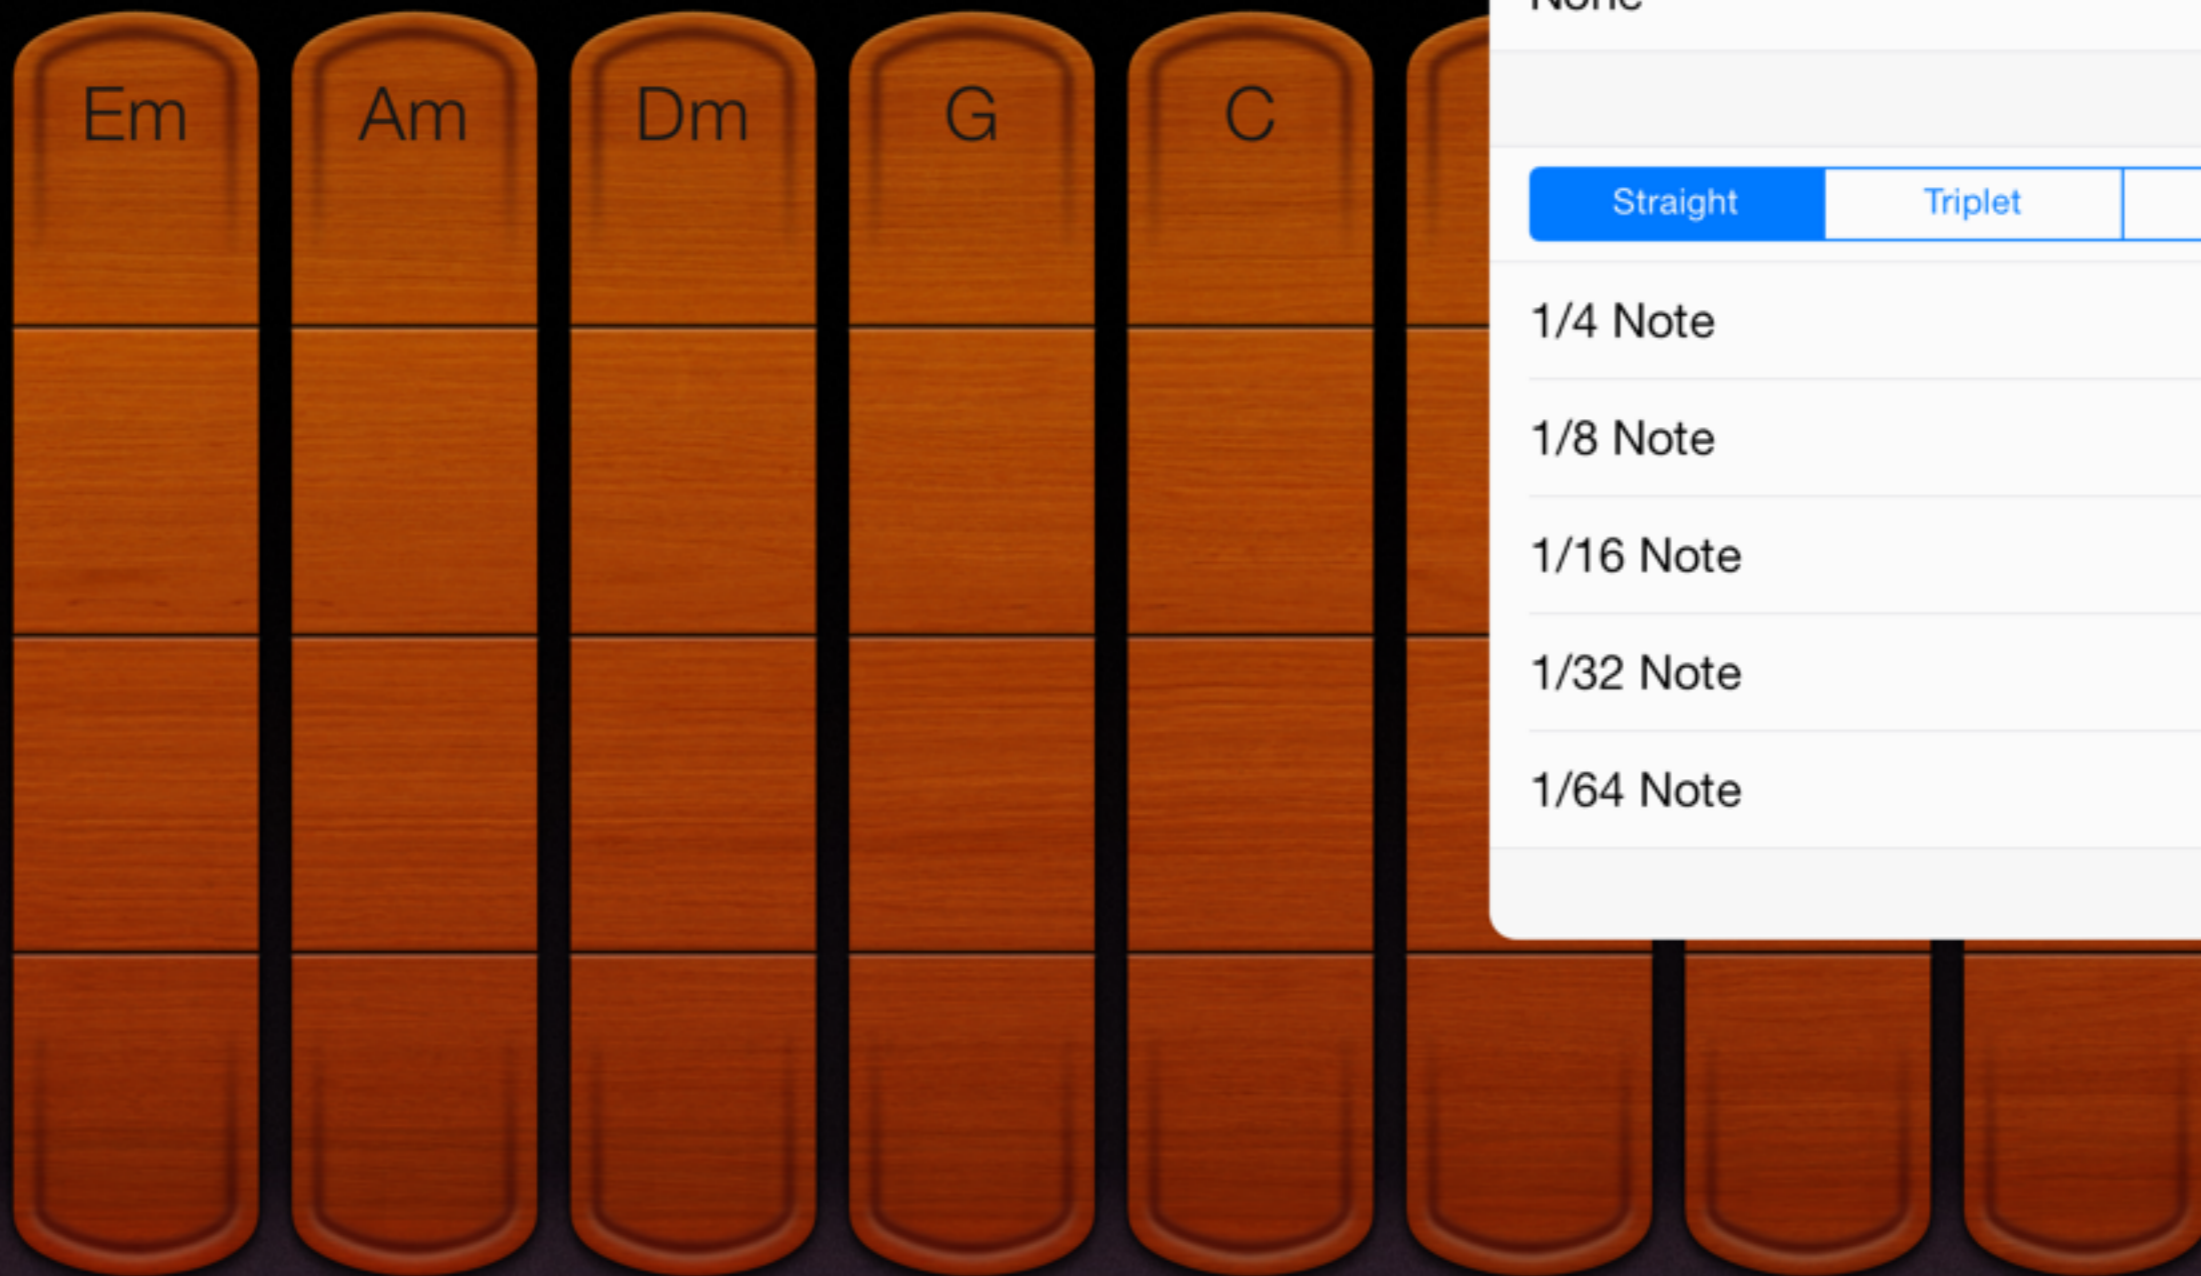 None
Em Am Dm G C
Straight Triplet
1/4 Note
1/8 Note
1/16 Note
1/32 Note
1/64 Note